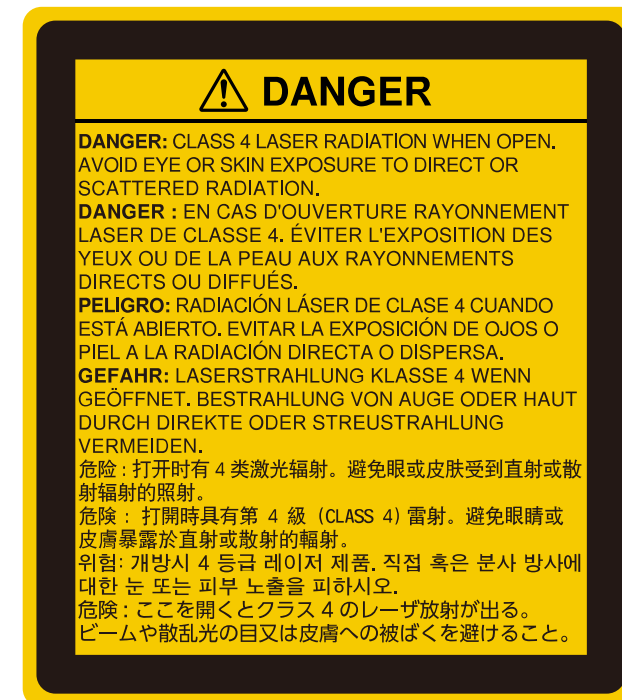 DANGER
DANGER: CLASS 4 LASER RADIATION WHEN OPEN.
AVOID EYE OR SKIN EXPOSURE TO DIRECT OR
SCATTERED RADIATION.
DANGER : EN CAS D'OUVERTURE RAYONNEMENT
LASER DE CLASSE 4. ÉVITER L'EXPOSITION DES
YEUX OU DE LA PEAU AUX RAYONNEMENTS
DIRECTS OU DIFFUÉS.
PELIGRO: RADIACIÓN LÁSER DE CLASE 4 CUANDO
ESTÁ ABIERTO. EVITAR LA EXPOSICIÓN DE OJOS O
PIEL A LA RADIACIÓN DIRECTA O DISPERSA.
GEFAHR: LASERSTRAHLUNG KLASSE 4 WENN
GEÖFFNET. BESTRAHLUNG VON AUGE ODER HAUT
DURCH DIREKTE ODER STREUSTRAHLUNG
VERMEIDEN.
危险 : 打开时有 4 类激光辐射。避免眼或皮肤受到直射或散
射辐射的照射。
危険 : 打開時具有第 4 級 (CLASS 4) 雷射。避免眼睛或
皮膚暴露於直射或散射的輻射。
위험: 개방시 4 등급 레이저 제품. 직접 혹은 분사 방사에
대한 눈 또는 피부 노출을 피하시오.
危険 : ここを開くとクラス 4 のレーザ放射が出る。
ビームや散乱光の目又は皮膚への被ばくを避けること。